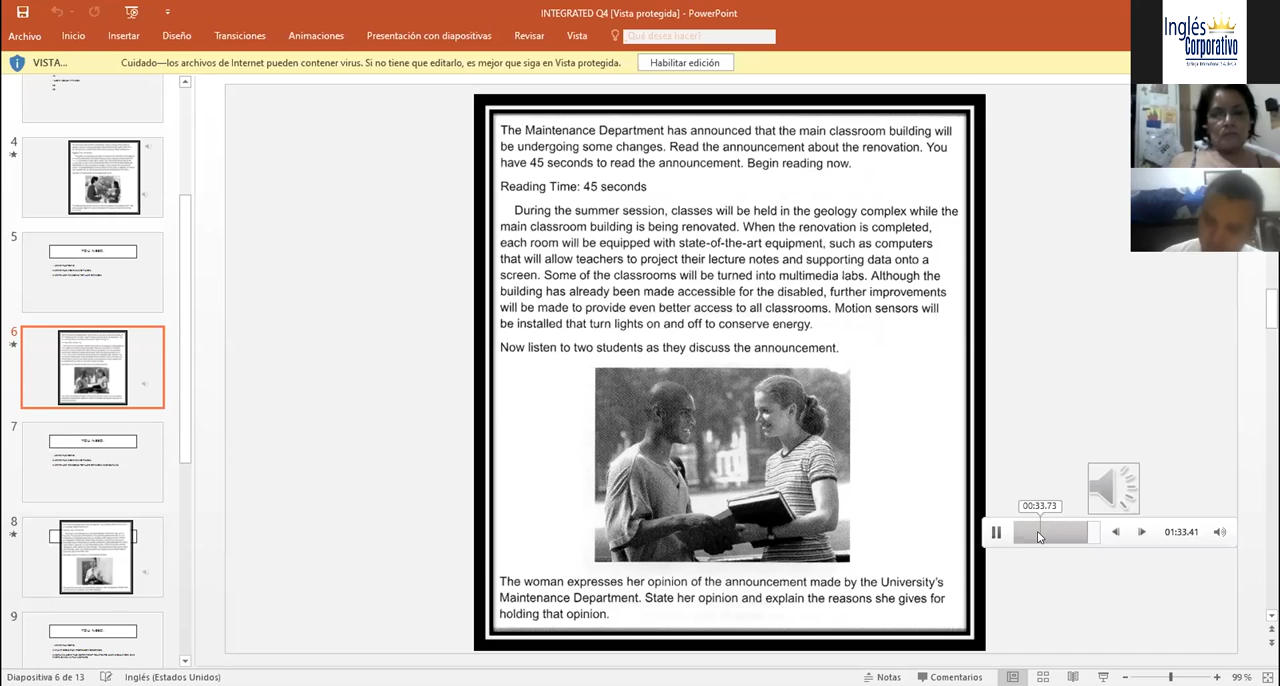 INTEGRATED Q4 [Vista protegida] - PowerPoint
Archivo Inicio Insertar Diseño Transiciones Animaciones Presentación con diapositivas Revisar Vista ¿Qué desea hacer?
VISTA... Cuidado—los archivos de Internet pueden contener virus. Si no tiene que editarlo, es mejor que siga en Vista protegida. Habilitar edición
Inglés
Corporativo
4
5
YOU NEED:
6
7
YOU NEED:
8
9
YOU NEED:
The Maintenance Department has announced that the main classroom building will
be undergoing some changes. Read the announcement about the renovation. You
have 45 seconds to read the announcement. Begin reading now.
Reading Time: 45 seconds
During the summer session, classes will be held in the geology complex while the
main classroom building is being renovated. When the renovation is completed,
each room will be equipped with state-of-the-art equipment, such as computers
that will allow teachers to project their lecture notes and supporting data onto a
screen. Some of the classrooms will be turned into multimedia labs. Although the
building has already been made accessible for the disabled, further improvements
will be made to provide even better access to all classrooms. Motion sensors will
be installed that turn lights on and off to conserve energy.
Now listen to two students as they discuss the announcement.
00:33.73
01:33.41
The woman expresses her opinion of the announcement made by the University's
Maintenance Department. State her opinion and explain the reasons she gives for
holding that opinion.
Diapositiva 6 de 13 Inglés (Estados Unidos) Notas Comentarios 99 %